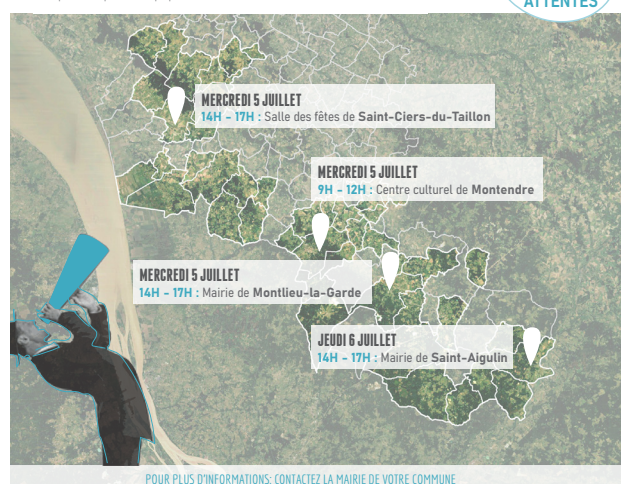 ATTENTES
MERCREDI 5 JUILLET
14H - 17H : Salle des fêtes de Saint-Ciers-du-Taillon
MERCREDI 5 JUILLET
9H - 12H : Centre culturel de Montendre
MERCREDI 5 JUILLET
14H - 17H : Mairie de Montlieu-la-Garde
JEUDI 6 JUILLET
14H - 17H : Mairie de Saint-Aigulin
POUR PLUS D'INFORMATIONS: CONTACTEZ LA MAIRIE DE VOTRE COMMUNE